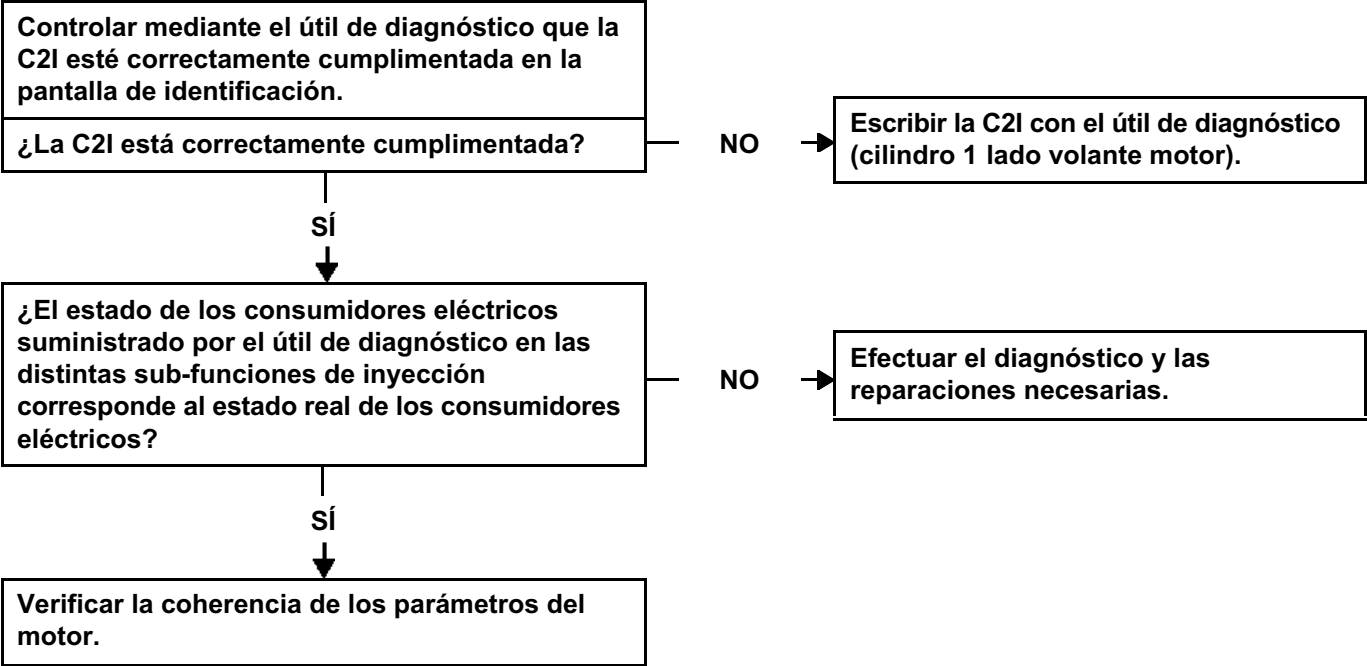 Controlar mediante el útil de diagnóstico que la
C2I esté correctamente cumplimentada en la
pantalla de identificación.
¿La C2I está correctamente cumplimentada?
NO
Escribir la C2I con el útil de diagnóstico
(cilindro 1 lado volante motor).
SÍ
¿El estado de los consumidores eléctricos
suministrado por el útil de diagnóstico en las
distintas sub-funciones de inyección
corresponde al estado real de los consumidores
eléctricos?
NO
Efectuar el diagnóstico y las
reparaciones necesarias.
SÍ
Verificar la coherencia de los parámetros del
motor.